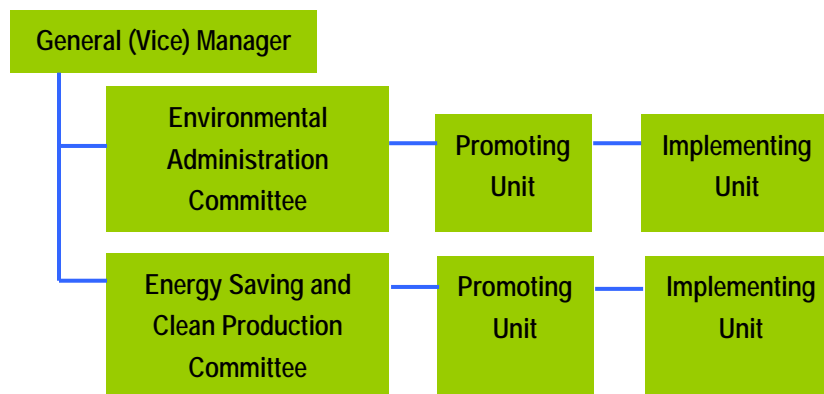 General (Vice) Manager
Environmental
Administration
Committee
Promoting
Unit
Implementing
Unit
Energy Saving and
Clean Production
Committee
Promoting
Unit
Implementing
Unit